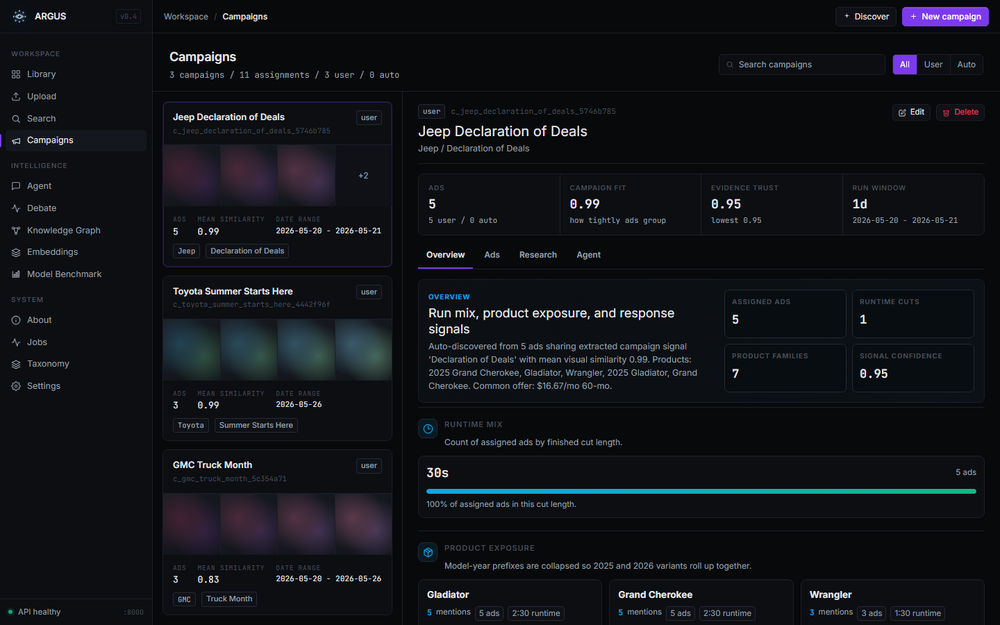 ARGUS
v0.4
Workspace / Campaigns
Discover
New campaign
WORKSPACE
Library
Upload
Search
Campaigns
INTELLIGENCE
Agent
Debate
Knowledge Graph
Embeddings
Model Benchmark
SYSTEM
About
Jobs
Taxonomy
Settings
API healthy
:8000
Campaigns
3 campaigns / 11 assignments / 3 user / 0 auto
Search campaigns
All
User
Auto
Jeep Declaration of Deals
user
c_jeep_declaration_of_deals_5746b785
+2
ADS MEAN SIMILARITY DATE RANGE
5 0.99 2026-05-20 - 2026-05-21
Jeep Declaration of Deals
Toyota Summer Starts Here
user
c_toyota_summer_starts_here_4442f96f
ADS MEAN SIMILARITY DATE RANGE
3 0.99 2026-05-26
Toyota Summer Starts Here
GMC Truck Month
user
c_gmc_truck_month_5c354a71
ADS MEAN SIMILARITY DATE RANGE
3 0.83 2026-05-20 - 2026-05-26
GMC Truck Month
user c_jeep_declaration_of_deals_5746b785
Edit
Delete
Jeep Declaration of Deals
Jeep / Declaration of Deals
ADS
5
5 user / 0 auto
CAMPAIGN FIT
0.99
how tightly ads group
EVIDENCE TRUST
0.95
lowest 0.95
RUN WINDOW
1d
2026-05-20 - 2026-05-21
Overview
Ads
Research
Agent
OVERVIEW
Run mix, product exposure, and response
signals
Auto-discovered from 5 ads sharing extracted campaign signal
'Declaration of Deals' with mean visual similarity 0.99. Products:
2025 Grand Cherokee, Gladiator, Wrangler, 2025 Gladiator, Grand
Cherokee. Common offer: $16.67/mo 60-mo.
ASSIGNED ADS
5
RUNTIME CUTS
1
PRODUCT FAMILIES
7
SIGNAL CONFIDENCE
0.95
RUNTIME MIX
Count of assigned ads by finished cut length.
30s
5 ads
100% of assigned ads in this cut length.
PRODUCT EXPOSURE
Model-year prefixes are collapsed so 2025 and 2026 variants roll up together.
Gladiator
5 mentions 5 ads 2:30 runtime
Grand Cherokee
5 mentions 5 ads 2:30 runtime
Wrangler
3 mentions 3 ads 1:30 runtime